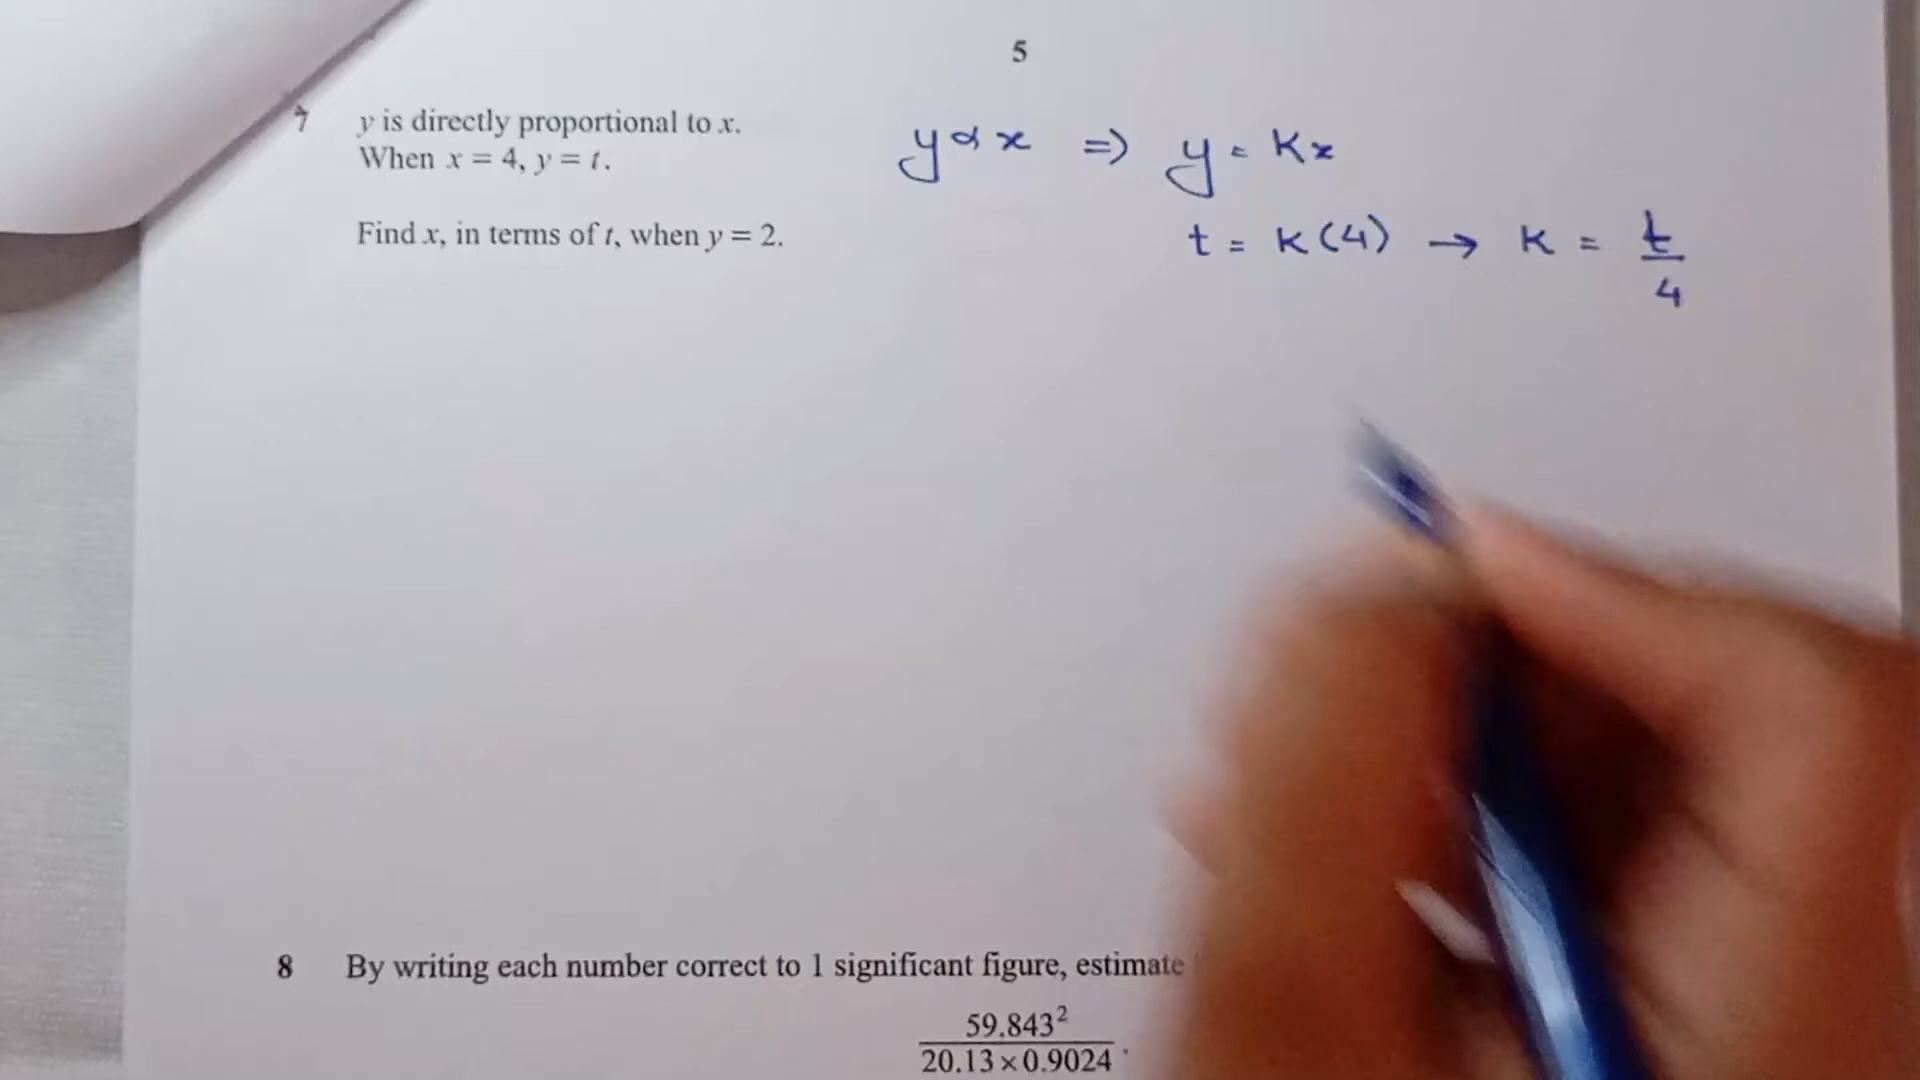 5
7 y is directly proportional to x. y ∝ x ⇒ y = Kx
When x = 4, y = t.
Find x, in terms of t, when y = 2. t = K(4) → K = t/4
8 By writing each number correct to 1 significant figure, estimate
59.843²
20.13 × 0.9024 .